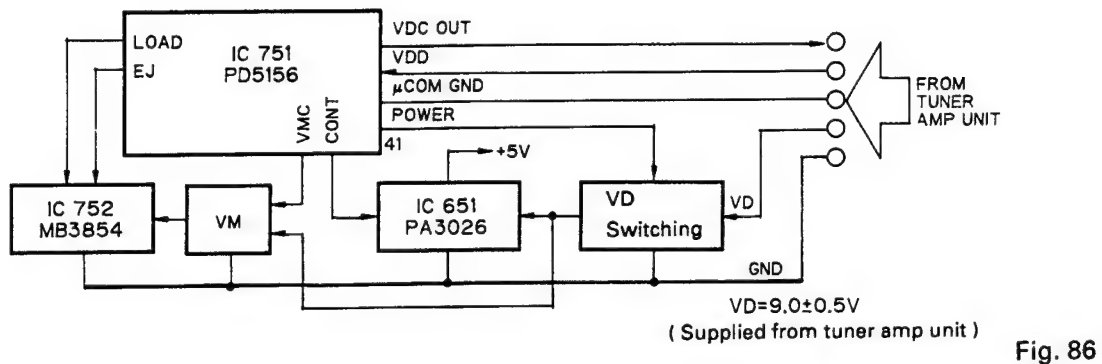 LOAD
EJ
IC 751
PD5156
VMC
CONT
VDC OUT
VDD
μCOM GND
POWER
41
FROM
TUNER
AMP UNIT
+5V
IC 752
MB3854
VM
IC 651
PA3026
VD
Switching
VD
GND
VD=9.0±0.5V
( Supplied from tuner amp unit )
Fig. 86